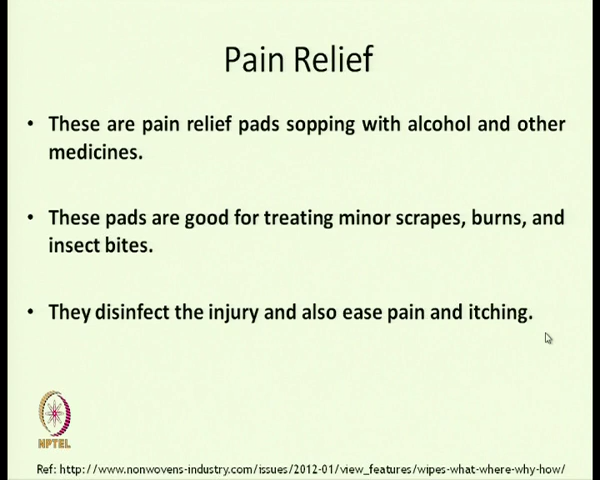 Pain Relief
• These are pain relief pads sopping with alcohol and other
medicines.
• These pads are good for treating minor scrapes, burns, and
insect bites.
• They disinfect the injury and also ease pain and itching.
NPTEL
Ref: http://www.nonwovens-industry.com/issues/2012-01/view_features/wipes-what-where-why-how/